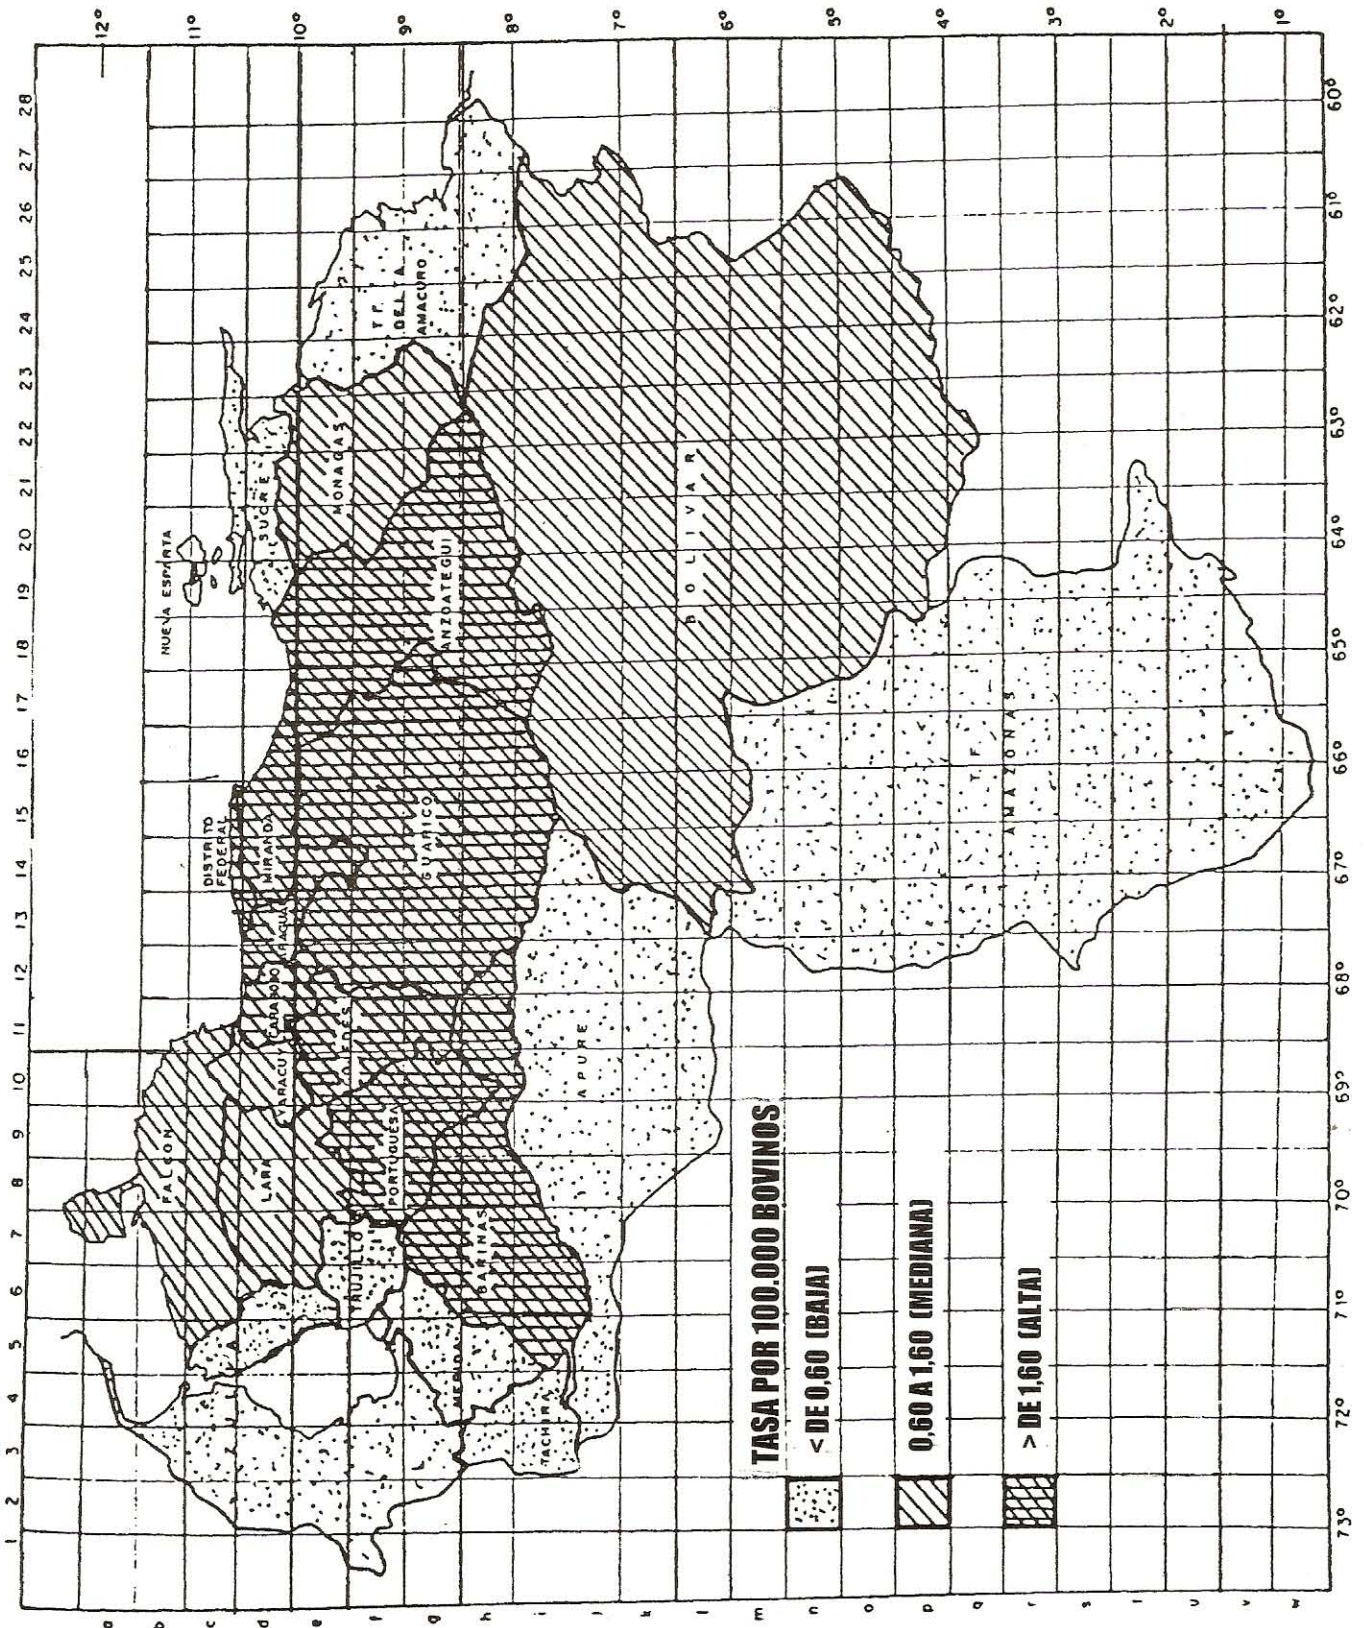 1 2 3 4 5 6 7 8 9 10 11 12 13 14 15 16 17 18 19 20 21 22 23 24 25 26 27 28
12°
11°
10°
9°
8°
7°
6°
5°
4°
3°
2°
1°
a
b
c
d
e
f
g
h
i
j
k
l
m
n
o
p
q
r
s
t
u
v
w
73° 72° 71° 70° 69° 68° 67° 66° 65° 64° 63° 62° 61° 60°
NUEVA ESPARTA
DISTRITO
FEDERAL
FALCON
ZULIA
LARA
YARACUY
CARABOBO
ARAGUA
MIRANDA
SUCRE
MONAGAS
T.F.
DELTA
AMACURO
TRUJILLO
PORTUGUESA
COJEDES
GUARICO
ANZOATEGUI
MERIDA
BARINAS
TACHIRA
APURE
BOLIVAR
T.F.
AMAZONAS
TASA POR 100.000 BOVINOS
< DE 0,60 (BAJA)
0,60 A 1,60 (MEDIANA)
> DE 1,60 (ALTA)